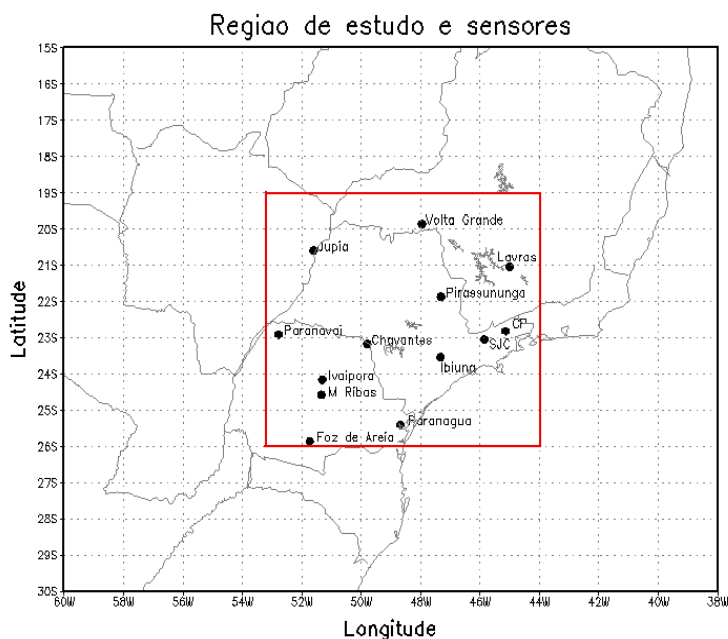 Regiao de estudo e sensores
15S
16S
17S
18S
19S
20S
21S
22S
23S
24S
25S
26S
27S
28S
29S
30S
Latitude
Volta Grande
Jupia
Lavras
Pirassununga
CP
Paranavai
Chavantes
SJC
Ibiuna
Ivaipora
M Ribas
Paranagua
Foz de Areia
60W
58W
56W
54W
52W
50W
48W
46W
44W
42W
40W
38W
Longitude